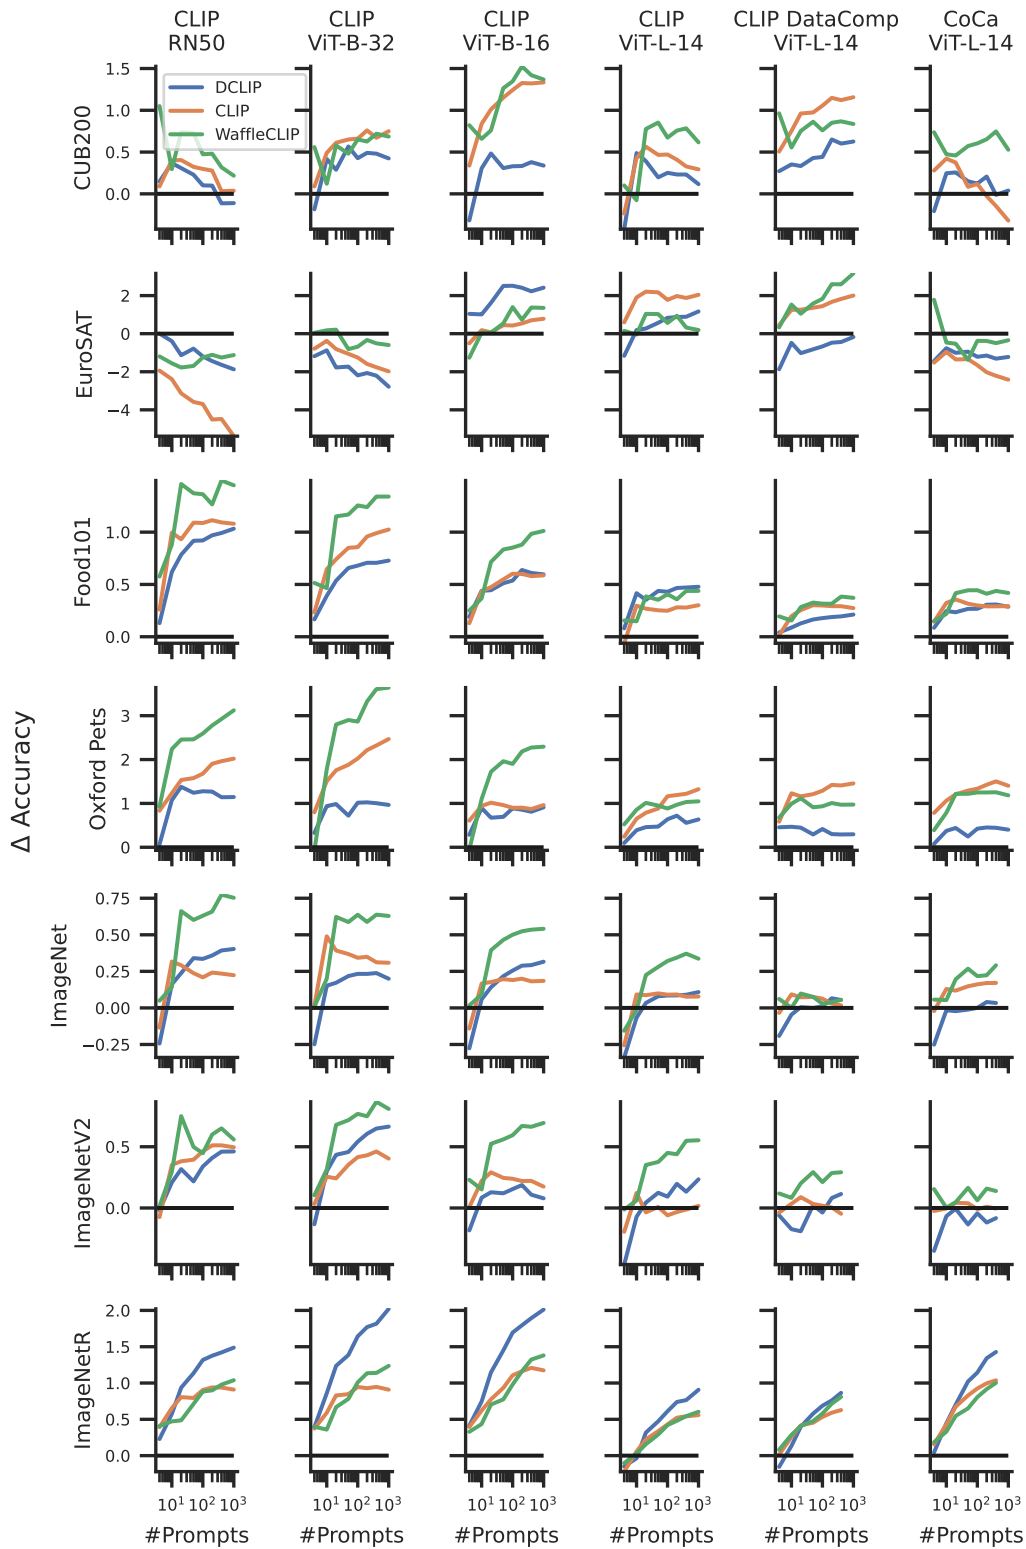 CLIP RN50
CLIP ViT-B-32
CLIP ViT-B-16
CLIP ViT-L-14
CLIP DataComp ViT-L-14
CoCa ViT-L-14
DCLIP
CLIP
WaffleCLIP
CUB200
1.5
1.0
0.5
0.0
EuroSAT
2
0
−2
−4
Food101
1.0
0.5
0.0
Δ Accuracy
Oxford Pets
3
2
1
0
ImageNet
0.75
0.50
0.25
0.00
−0.25
ImageNetV2
0.5
0.0
ImageNetR
2.0
1.5
1.0
0.5
0.0
10¹ 10² 10³
10¹ 10² 10³
10¹ 10² 10³
10¹ 10² 10³
10¹ 10² 10³
10¹ 10² 10³
#Prompts
#Prompts
#Prompts
#Prompts
#Prompts
#Prompts